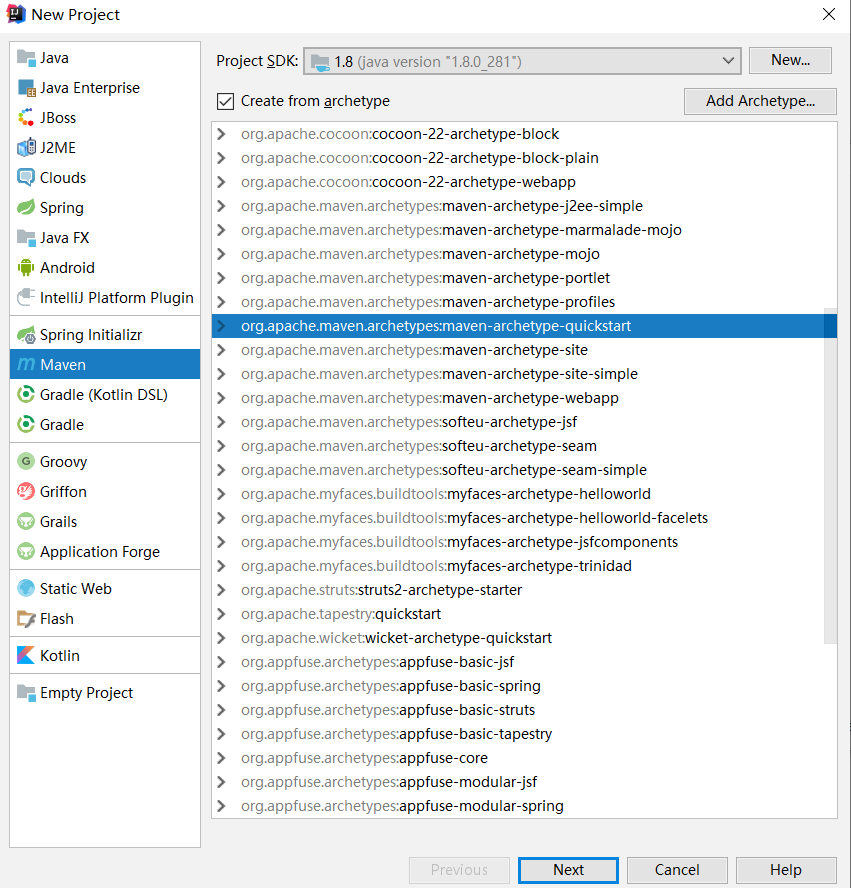 New Project
Java
Java Enterprise
JBoss
J2ME
Clouds
Spring
Java FX
Android
IntelliJ Platform Plugin
Spring Initializr
Maven
Gradle (Kotlin DSL)
Gradle
Groovy
Griffon
Grails
Application Forge
Static Web
Flash
Kotlin
Empty Project
Project SDK: 1.8 (java version "1.8.0_281") New...
Create from archetype Add Archetype...
org.apache.cocoon:cocoon-22-archetype-block
org.apache.cocoon:cocoon-22-archetype-block-plain
org.apache.cocoon:cocoon-22-archetype-webapp
org.apache.maven.archetypes:maven-archetype-j2ee-simple
org.apache.maven.archetypes:maven-archetype-marmalade-mojo
org.apache.maven.archetypes:maven-archetype-mojo
org.apache.maven.archetypes:maven-archetype-portlet
org.apache.maven.archetypes:maven-archetype-profiles
org.apache.maven.archetypes:maven-archetype-quickstart
org.apache.maven.archetypes:maven-archetype-site
org.apache.maven.archetypes:maven-archetype-site-simple
org.apache.maven.archetypes:maven-archetype-webapp
org.apache.maven.archetypes:softeu-archetype-jsf
org.apache.maven.archetypes:softeu-archetype-seam
org.apache.maven.archetypes:softeu-archetype-seam-simple
org.apache.myfaces.buildtools:myfaces-archetype-helloworld
org.apache.myfaces.buildtools:myfaces-archetype-helloworld-facelets
org.apache.myfaces.buildtools:myfaces-archetype-jsfcomponents
org.apache.myfaces.buildtools:myfaces-archetype-trinidad
org.apache.struts:struts2-archetype-starter
org.apache.tapestry:quickstart
org.apache.wicket:wicket-archetype-quickstart
org.appfuse.archetypes:appfuse-basic-jsf
org.appfuse.archetypes:appfuse-basic-spring
org.appfuse.archetypes:appfuse-basic-struts
org.appfuse.archetypes:appfuse-basic-tapestry
org.appfuse.archetypes:appfuse-core
org.appfuse.archetypes:appfuse-modular-jsf
org.appfuse.archetypes:appfuse-modular-spring
Previous Next Cancel Help